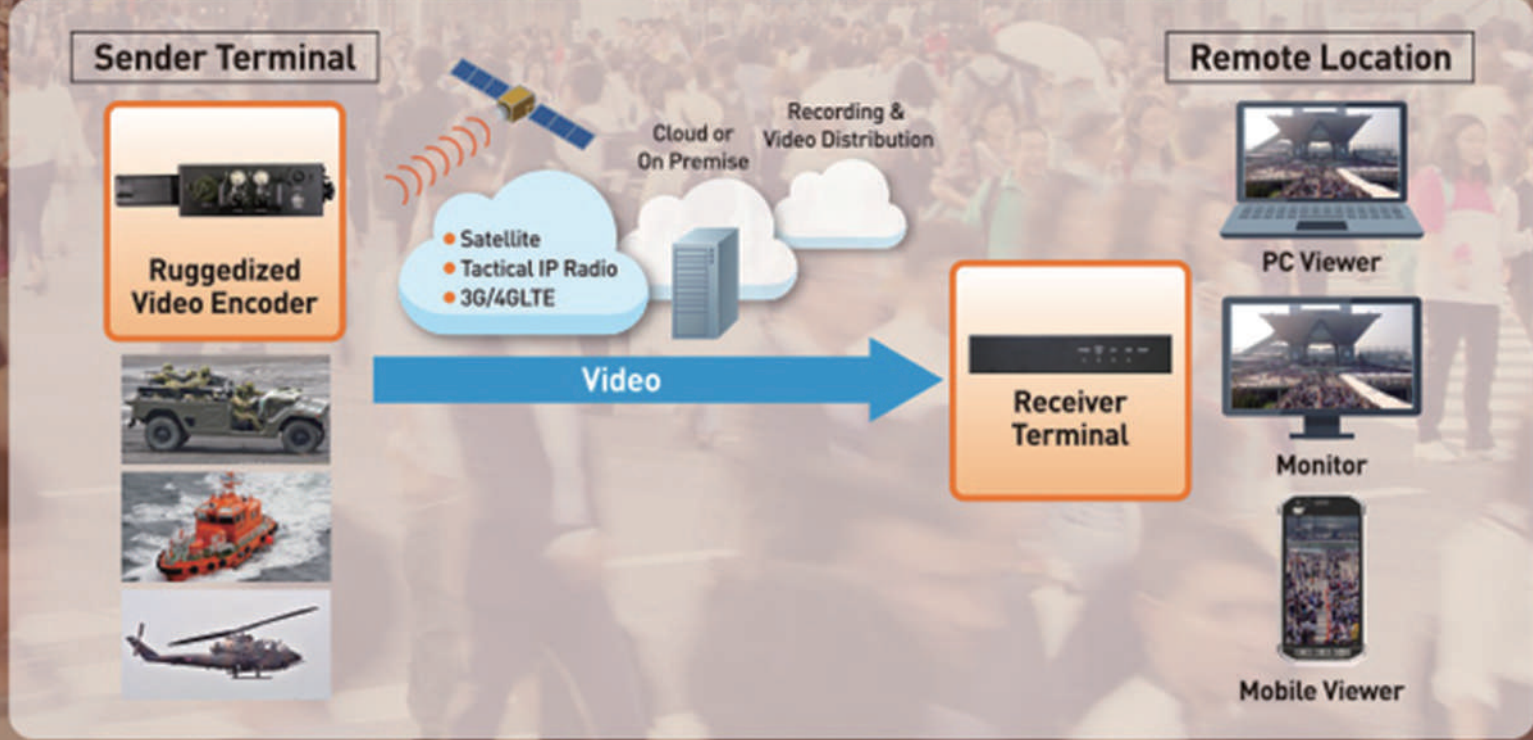 Sender Terminal
Ruggedized
Video Encoder
Satellite
Tactical IP Radio
3G/4GLTE
Cloud or
On Premise
Recording &
Video Distribution
Video
Receiver
Terminal
Remote Location
PC Viewer
Monitor
Mobile Viewer